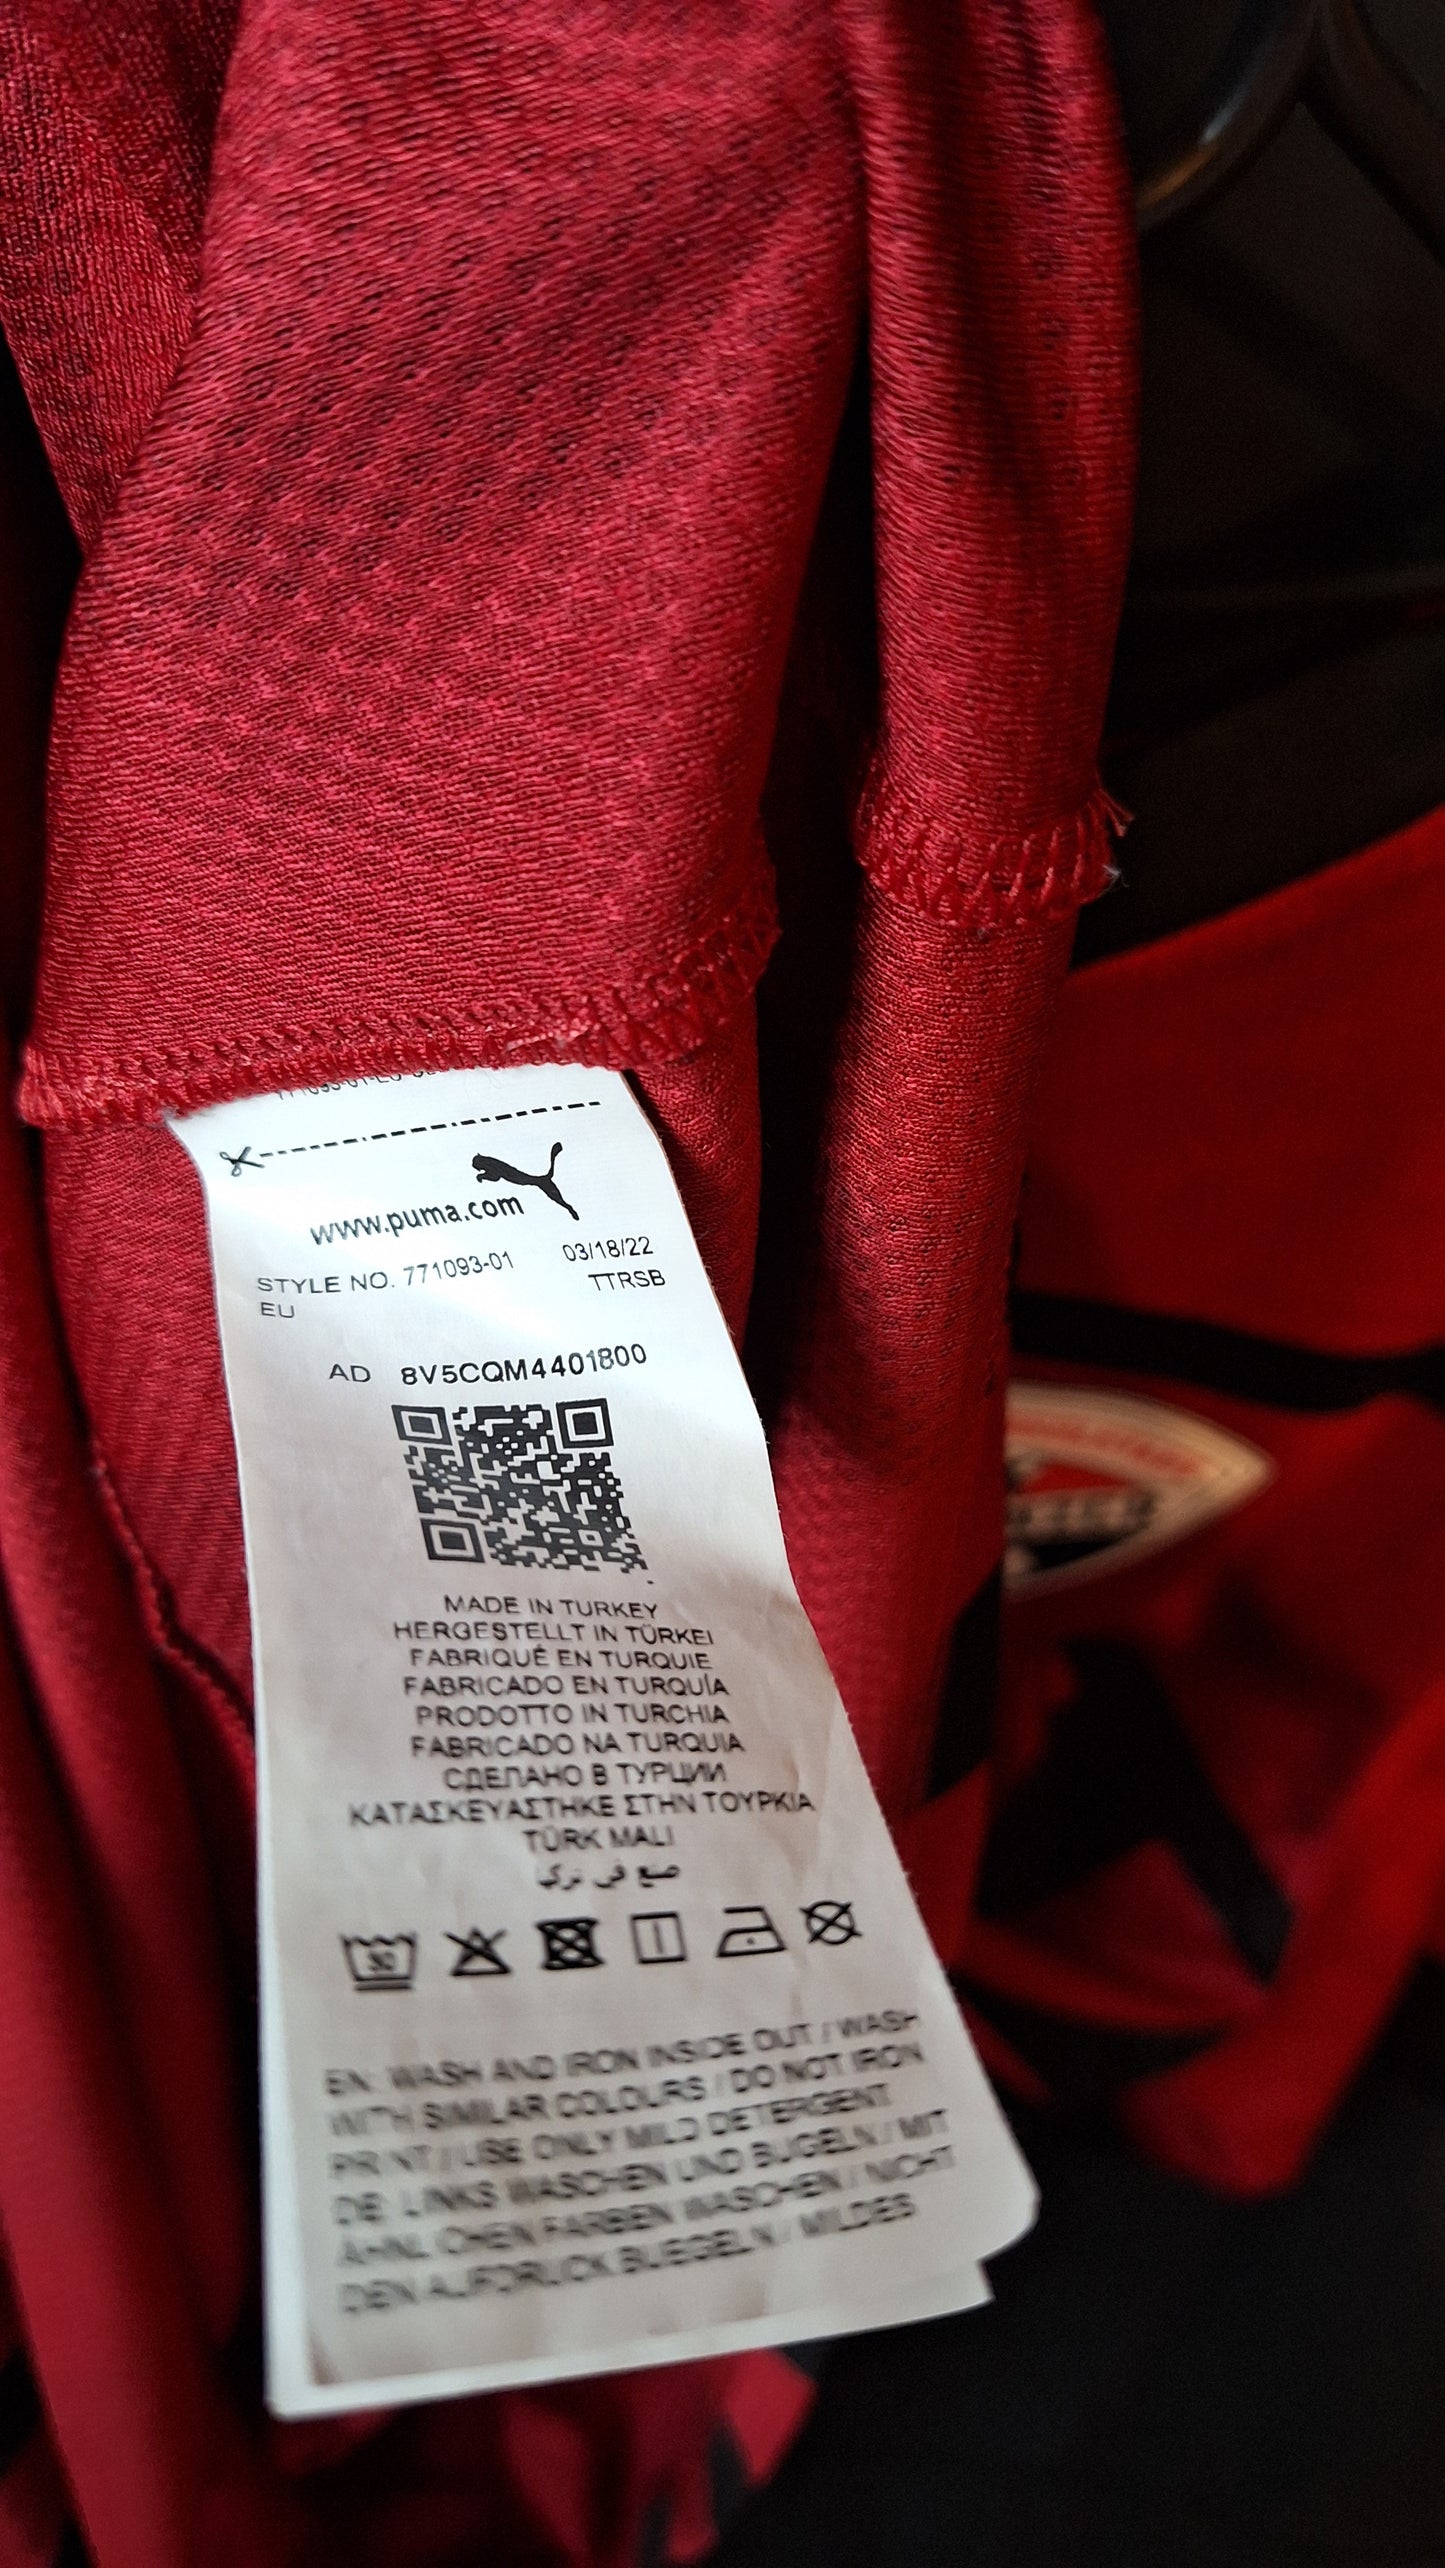 www.puma.com
STYLE NO. 771093-01 03/18/22
EU TTRSB
AD 8V5CQM4401800
MADE IN TURKEY
HERGESTELLT IN TÜRKEI
FABRIQUÉ EN TURQUIE
FABRICADO EN TURQUÍA
PRODOTTO IN TURCHIA
FABRICADO NA TURQUIA
СДЕЛАНО В ТУРЦИИ
ΚΑΤΑΣΚΕΥΑΣΤΗΚΕ ΣΤΗΝ ΤΟΥΡΚΙΑ
TÜRK MALI
صنع في تركيا
30
EN: WASH AND IRON INSIDE OUT / WASH
WITH SIMILAR COLOURS / DO NOT IRON
PRINT / USE ONLY MILD DETERGENT
DE: LINKS WASCHEN UND BÜGELN / MIT
ÄHNLICHEN FARBEN WASCHEN / NICHT
DEN AUFDRUCK BUEGELN / MILDES